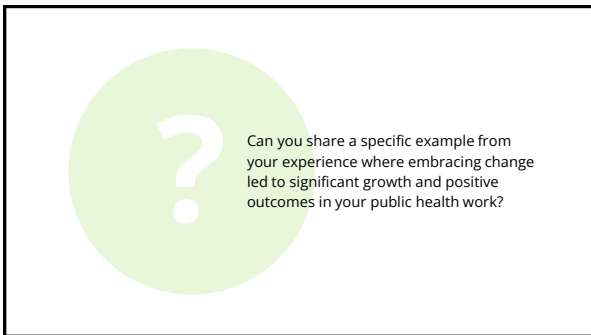 ?
Can you share a specific example from
your experience where embracing change
led to significant growth and positive
outcomes in your public health work?